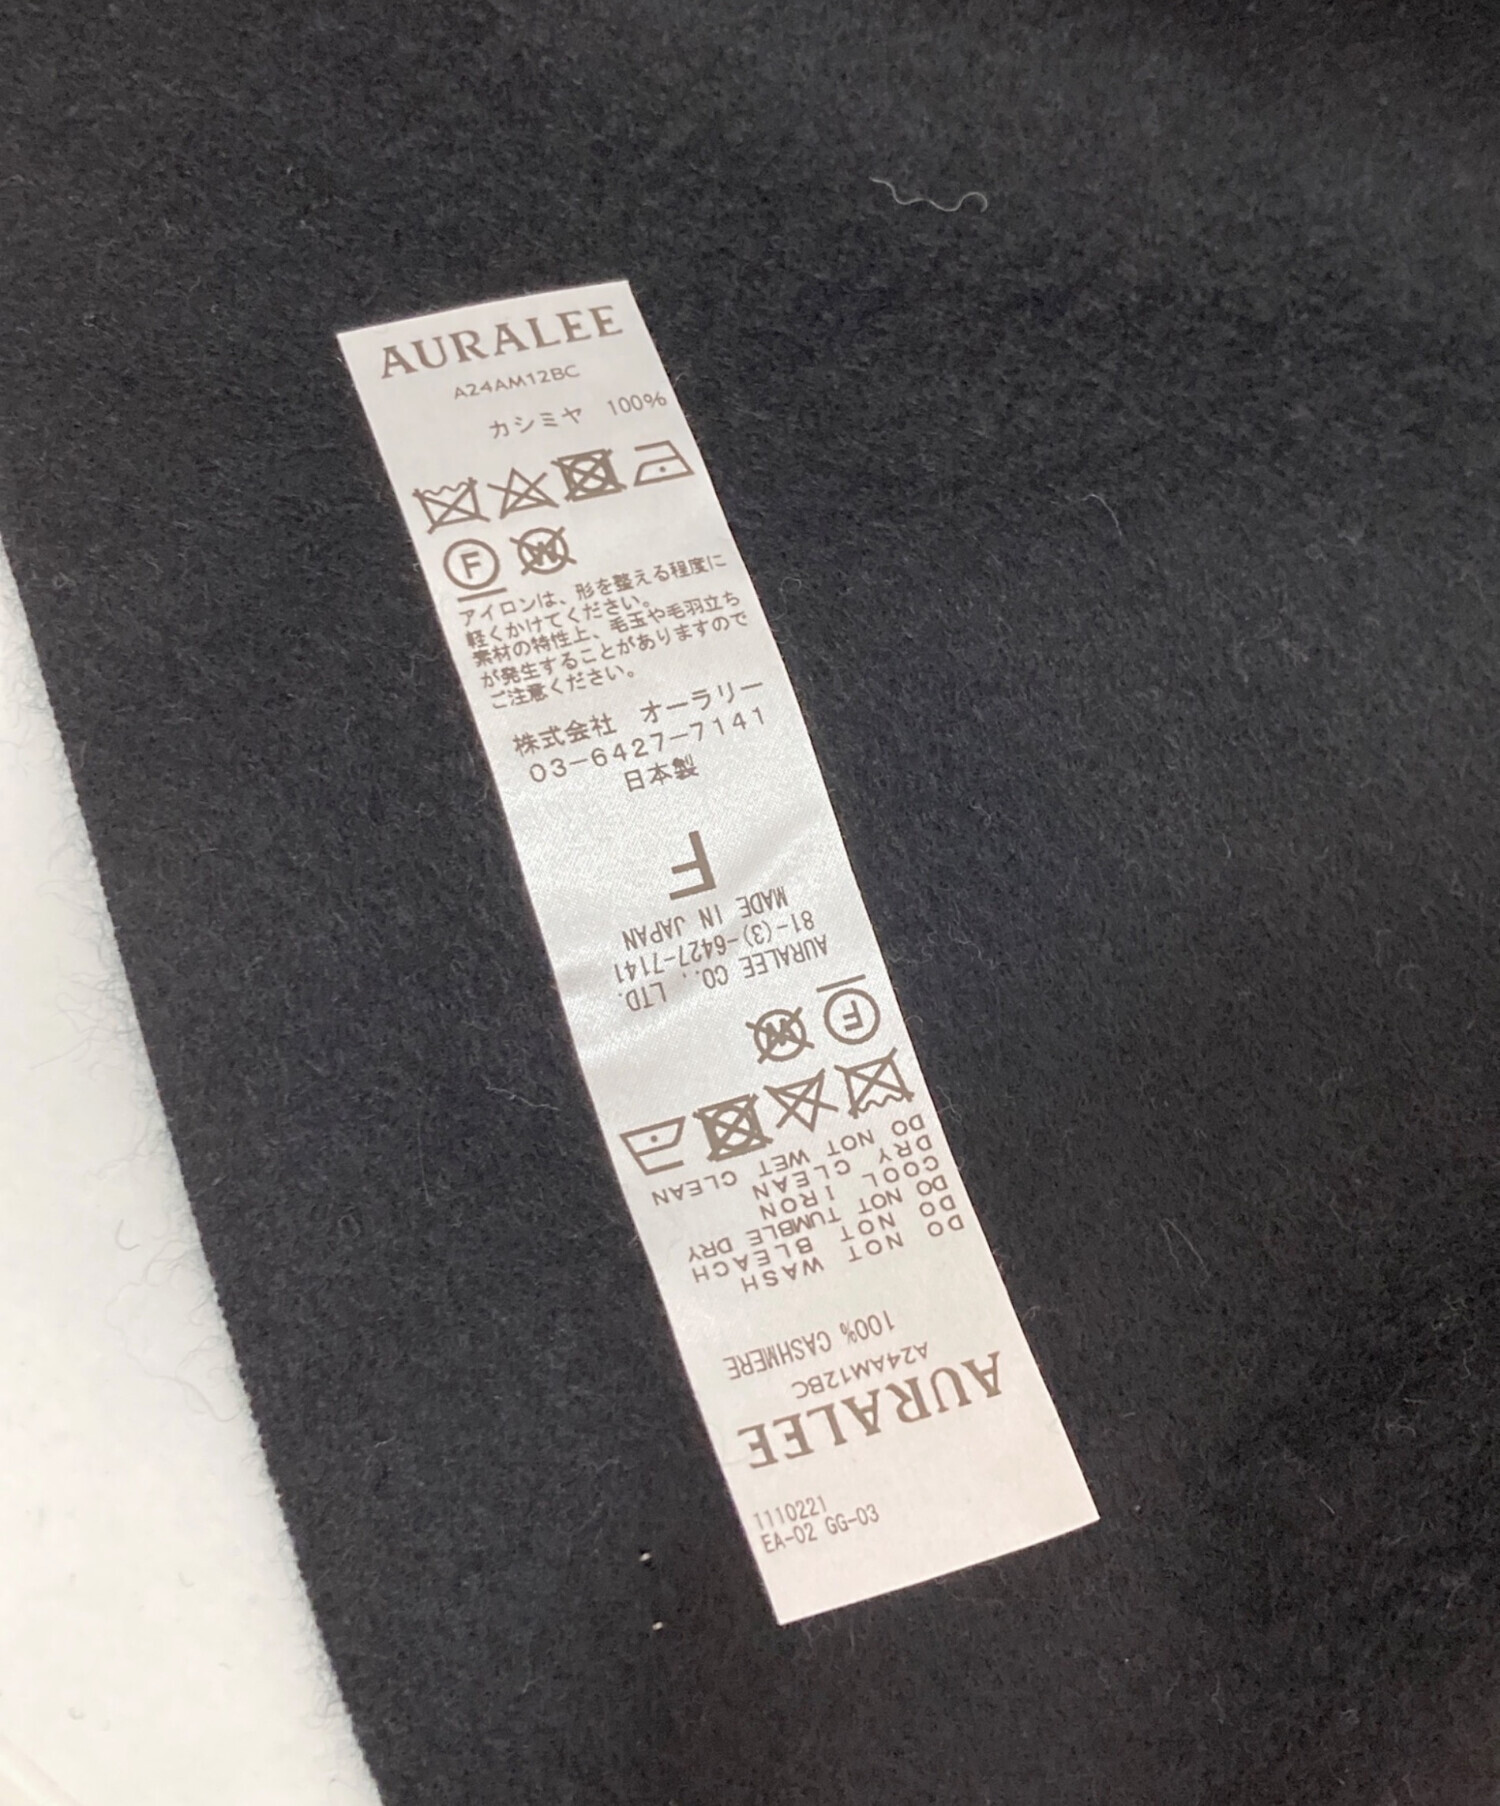 AURALEE
A24AM12BC
カシミヤ 100%
F
W
アイロンは、形を整える程度に
軽くかけてください。
素材の特性上、毛玉や毛羽立ち
が発生することがありますので
ご注意ください。
株式会社 オーラリー
03-6427-7141
日本製
F
AURALEE
A24AM12BC
100% CASHMERE
DO NOT WASH
DO NOT BLEACH
DO NOT TUMBLE DRY
COOL IRON
DRY CLEAN
DO NOT WET CLEAN
F
W
AURALEE CO., LTD.
81-(3)-6427-7141
MADE IN JAPAN
1110221
EA-02 GG-03